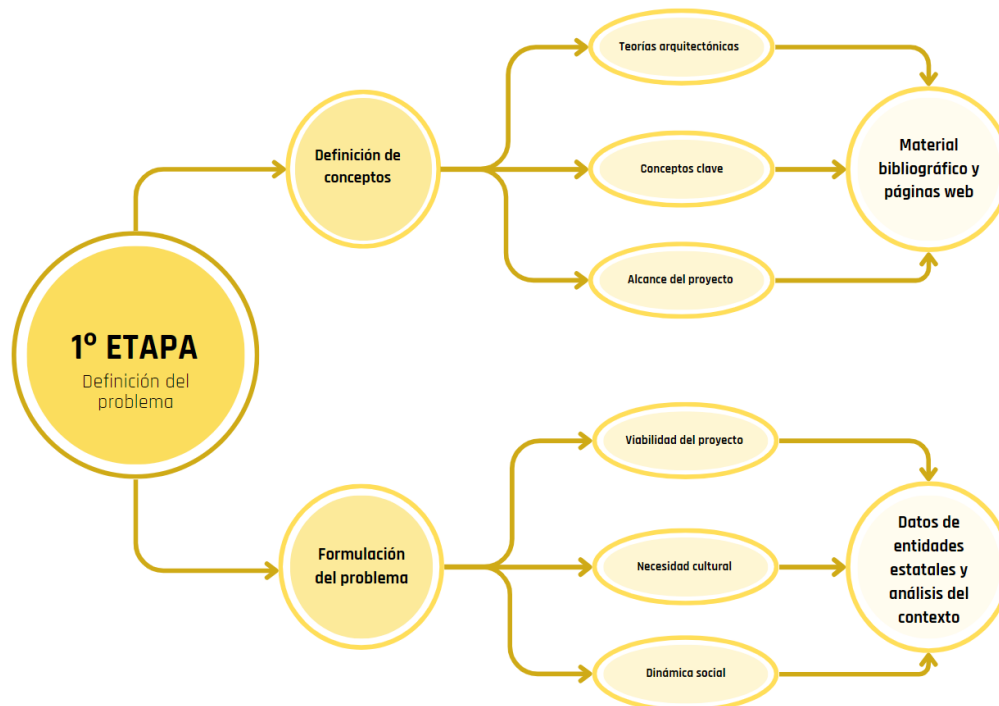 1º ETAPA
Definición del
problema
Definición de
conceptos
Teorías arquitectónicas
Conceptos clave
Alcance del proyecto
Material
bibliográfico y
páginas web
Formulación
del problema
Viabilidad del proyecto
Necesidad cultural
Dinámica social
Datos de
entidades
estatales y
análisis del
contexto